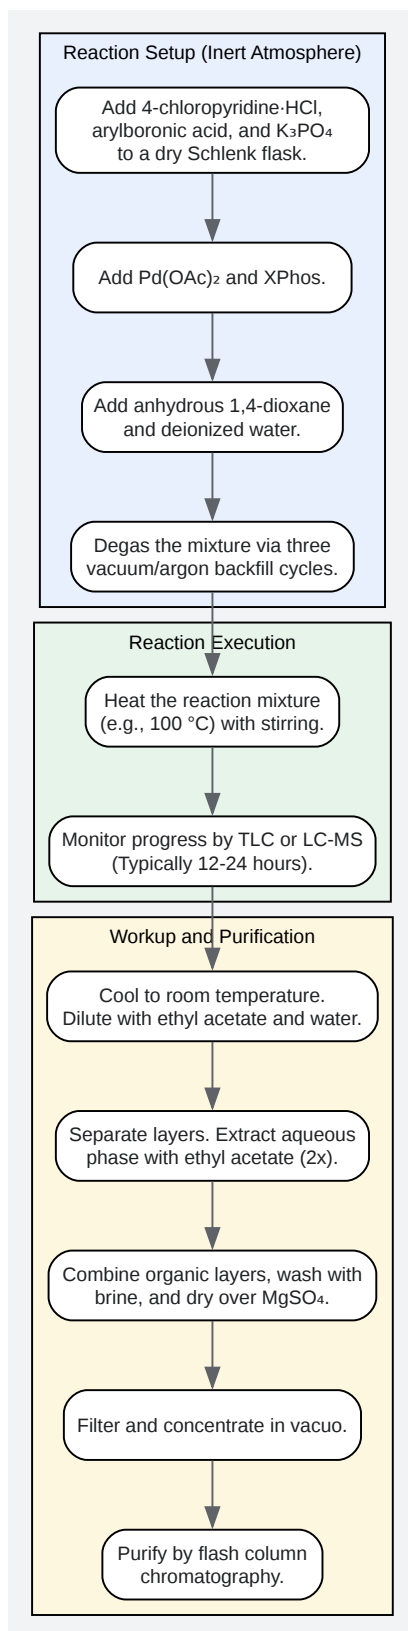 Reaction Setup (Inert Atmosphere)
Add 4-chloropyridine·HCl,
arylboronic acid, and K₃PO₄
to a dry Schlenk flask.
Add Pd(OAc)₂ and XPhos.
Add anhydrous 1,4-dioxane
and deionized water.
Degas the mixture via three
vacuum/argon backfill cycles.
Reaction Execution
Heat the reaction mixture
(e.g., 100 °C) with stirring.
Monitor progress by TLC or LC-MS
(Typically 12-24 hours).
Workup and Purification
Cool to room temperature.
Dilute with ethyl acetate and water.
Separate layers. Extract aqueous
phase with ethyl acetate (2x).
Combine organic layers, wash with
brine, and dry over MgSO₄.
Filter and concentrate in vacuo.
Purify by flash column
chromatography.